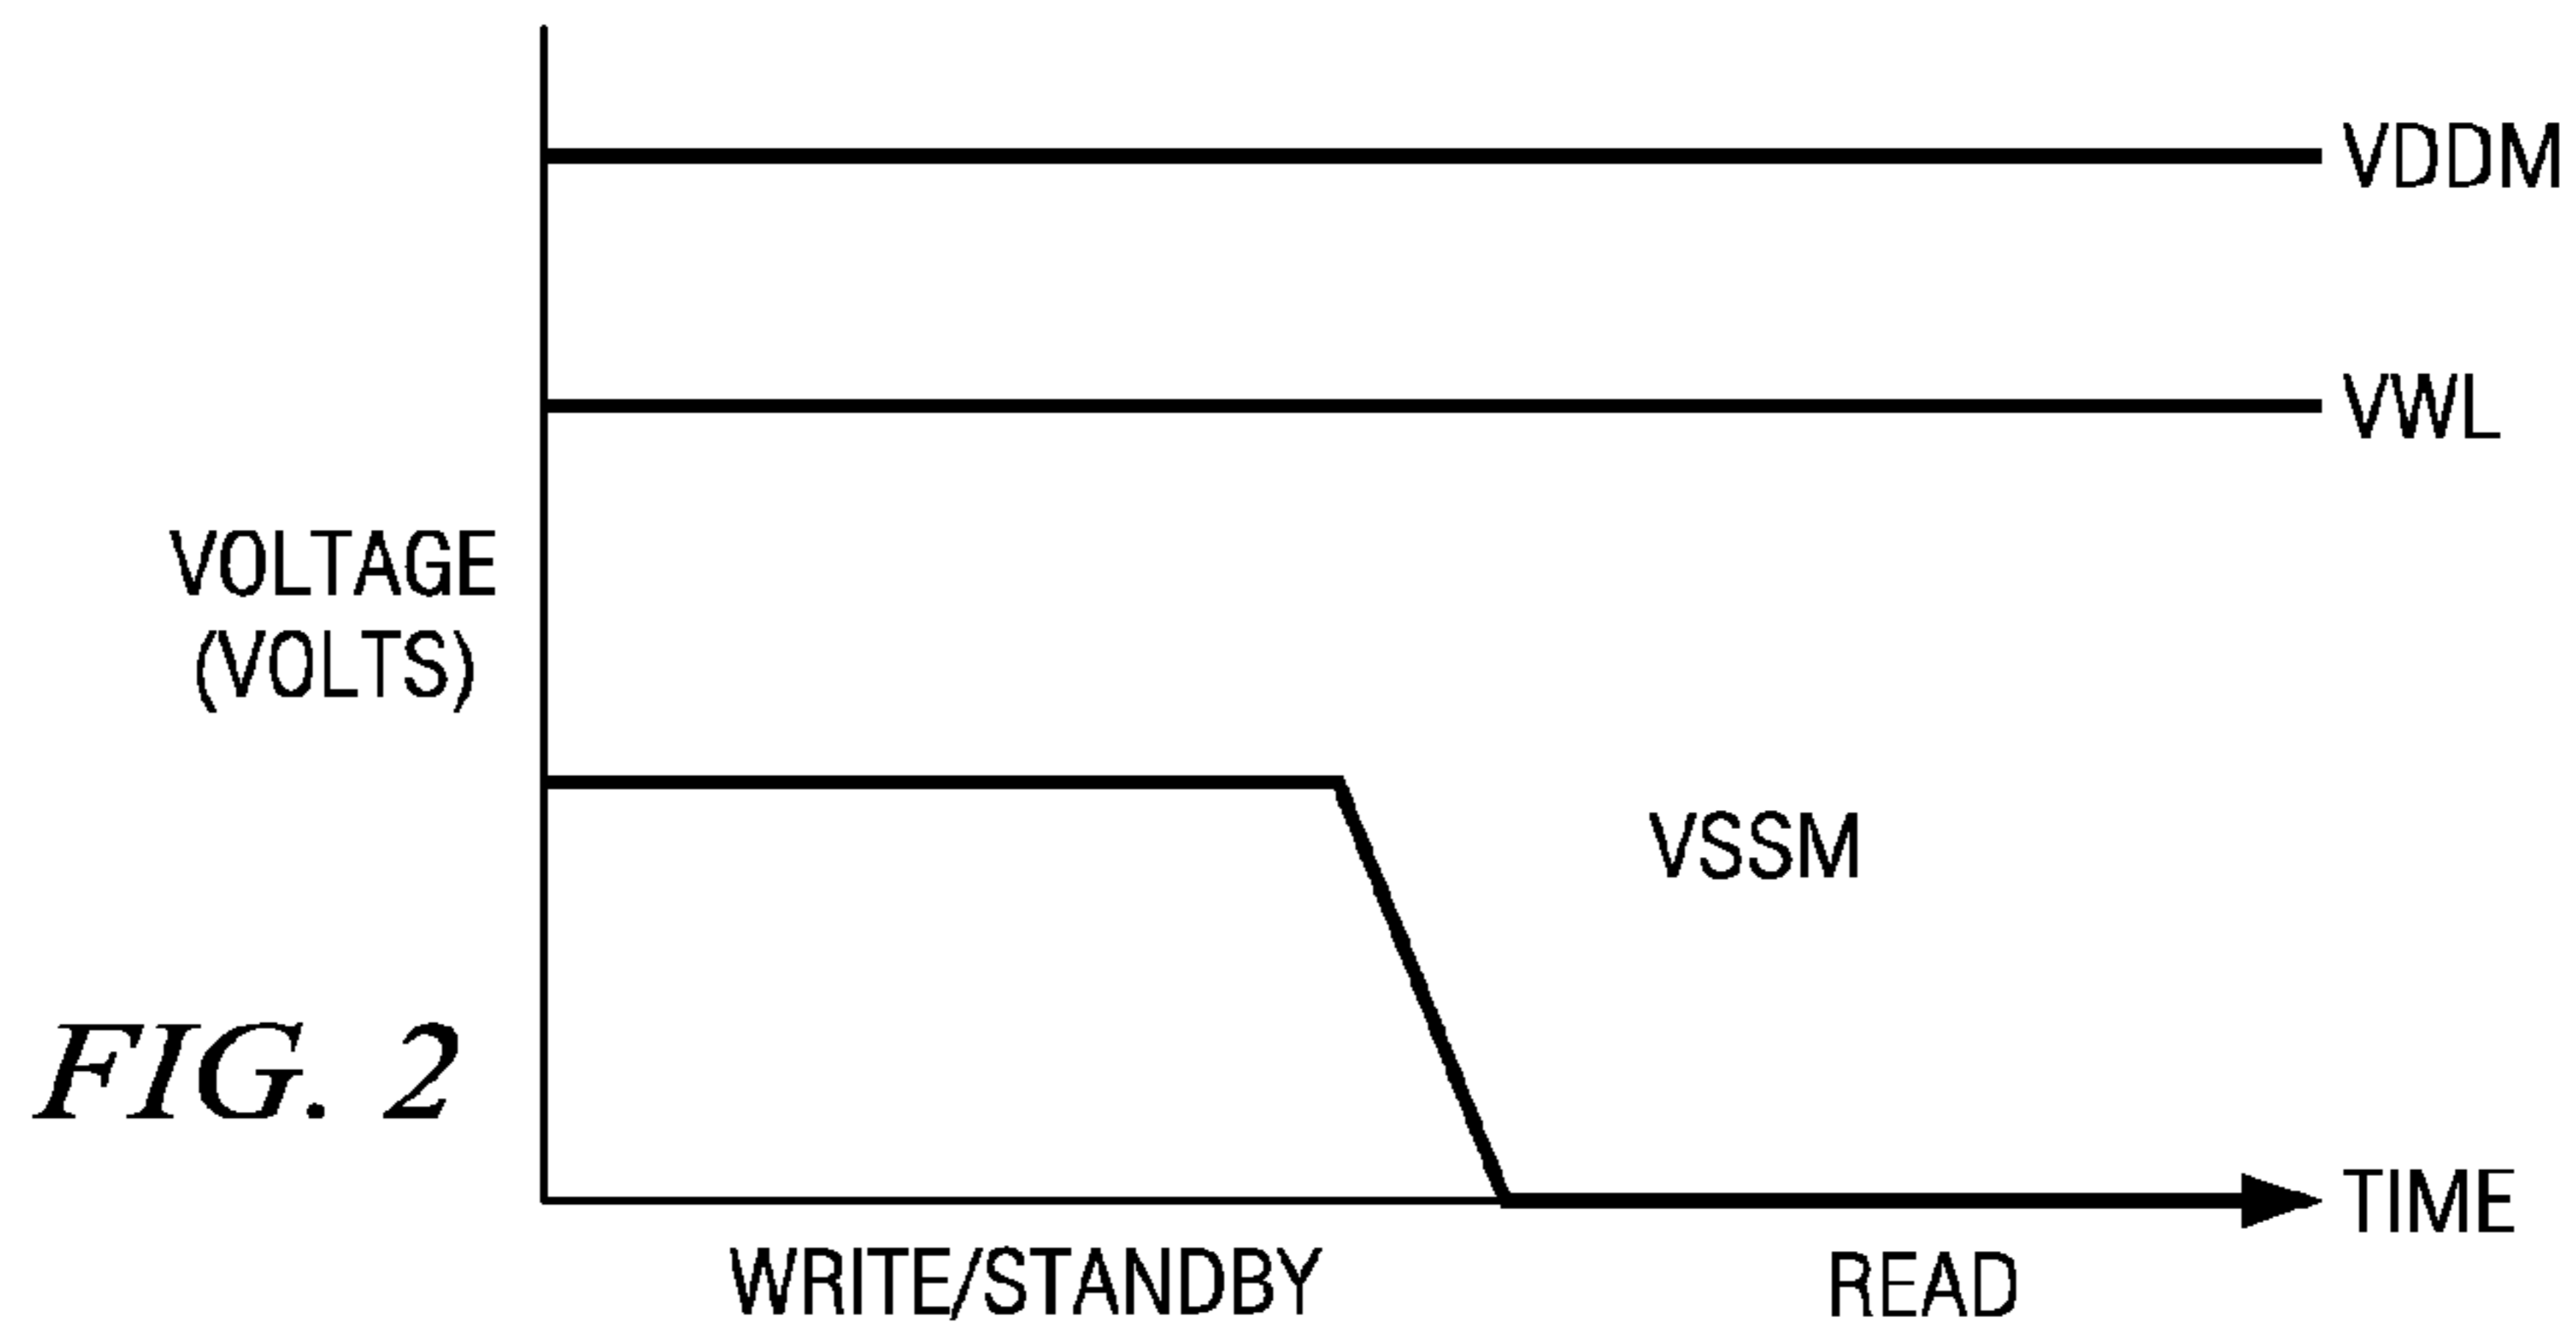 VDDM
VWL
VOLTAGE
(VOLTS)
VSSM
FIG. 2
TIME
WRITE/STANDBY
READ